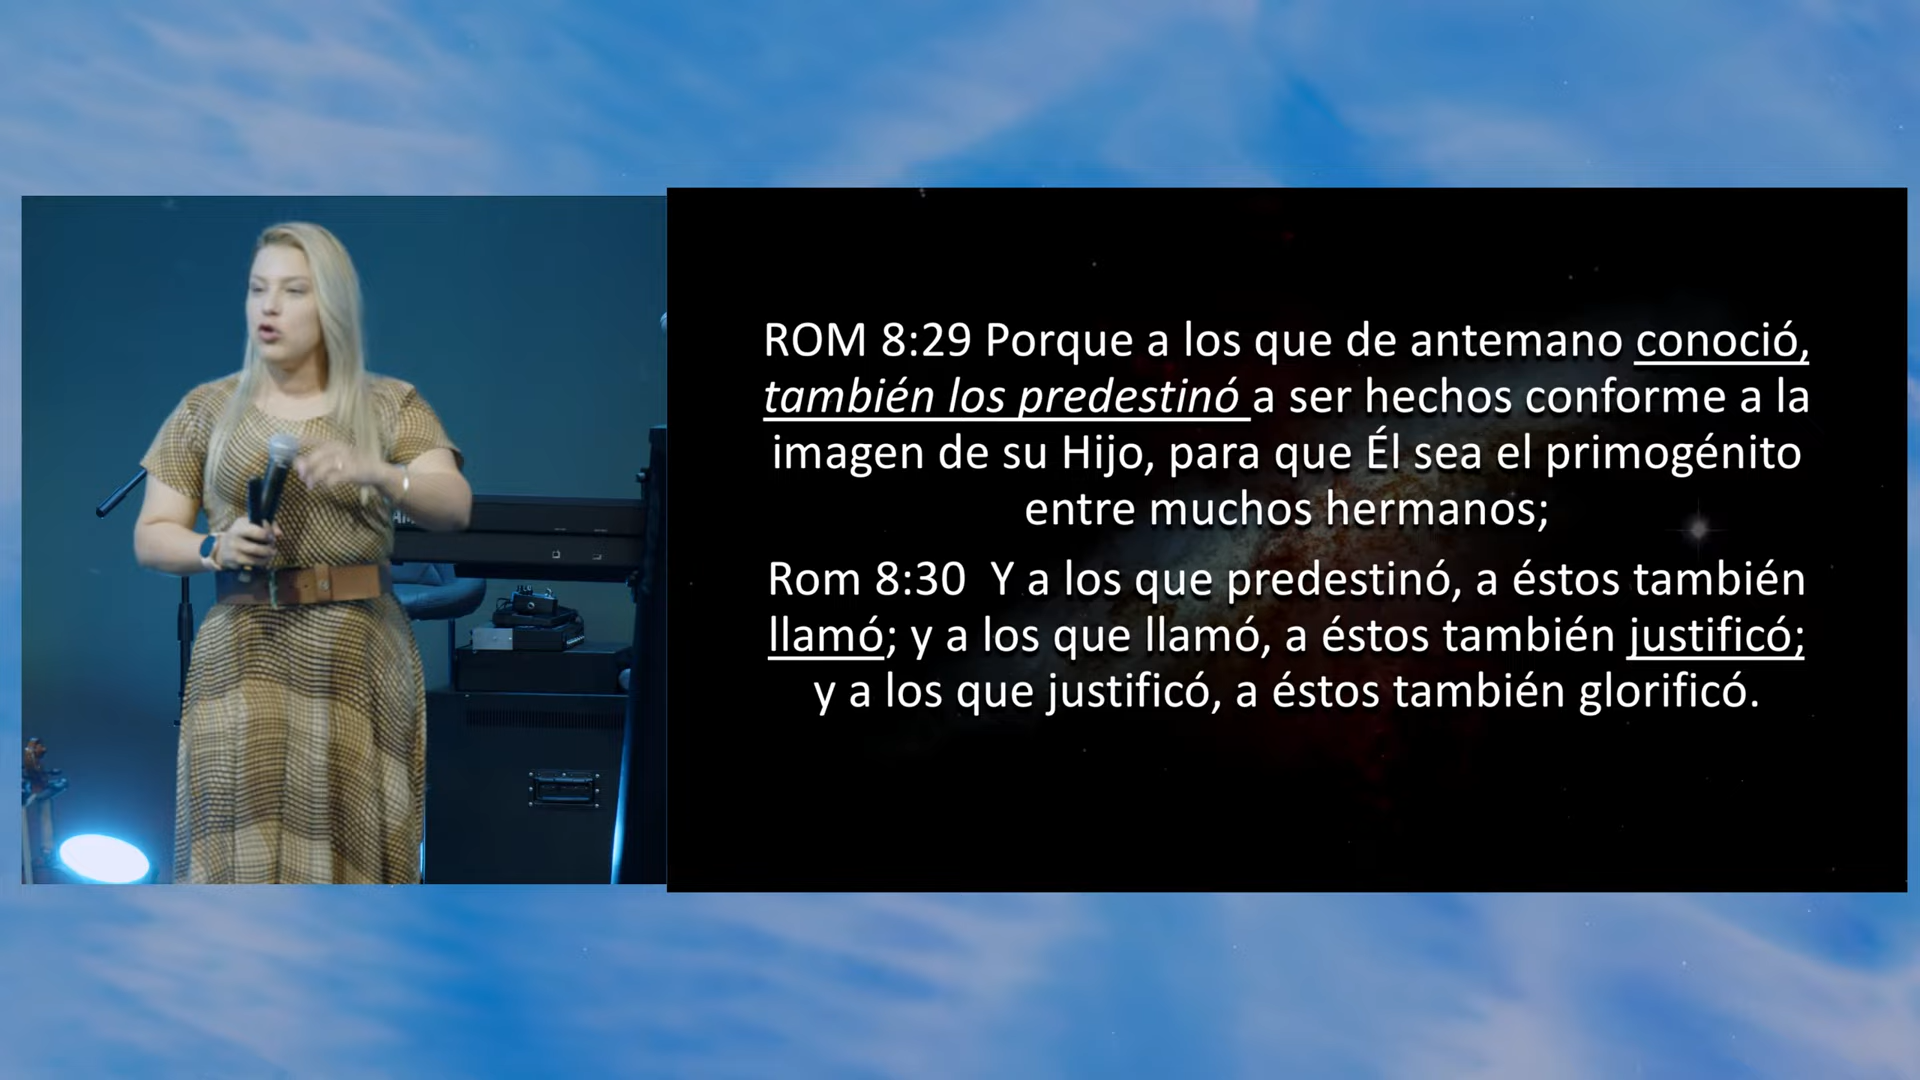 ROM 8:29 Porque a los que de antemano conoció,
también los predestinó a ser hechos conforme a la
imagen de su Hijo, para que Él sea el primogénito
entre muchos hermanos;
Rom 8:30  Y a los que predestinó, a éstos también
llamó; y a los que llamó, a éstos también justificó;
y a los que justificó, a éstos también glorificó.